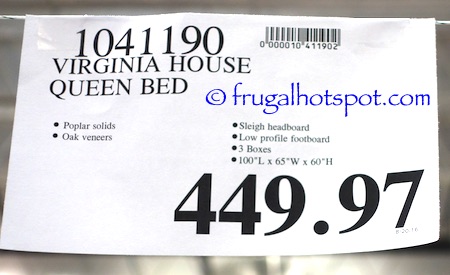 1041190
0000010411902
VIRGINIA HOUSE
QUEEN BED
© frugalhotspot.com
• Poplar solids
• Oak veneers
• Sleigh headboard
• Low profile footboard
• 3 Boxes
• 100"L x 65"W x 60"H
449.97